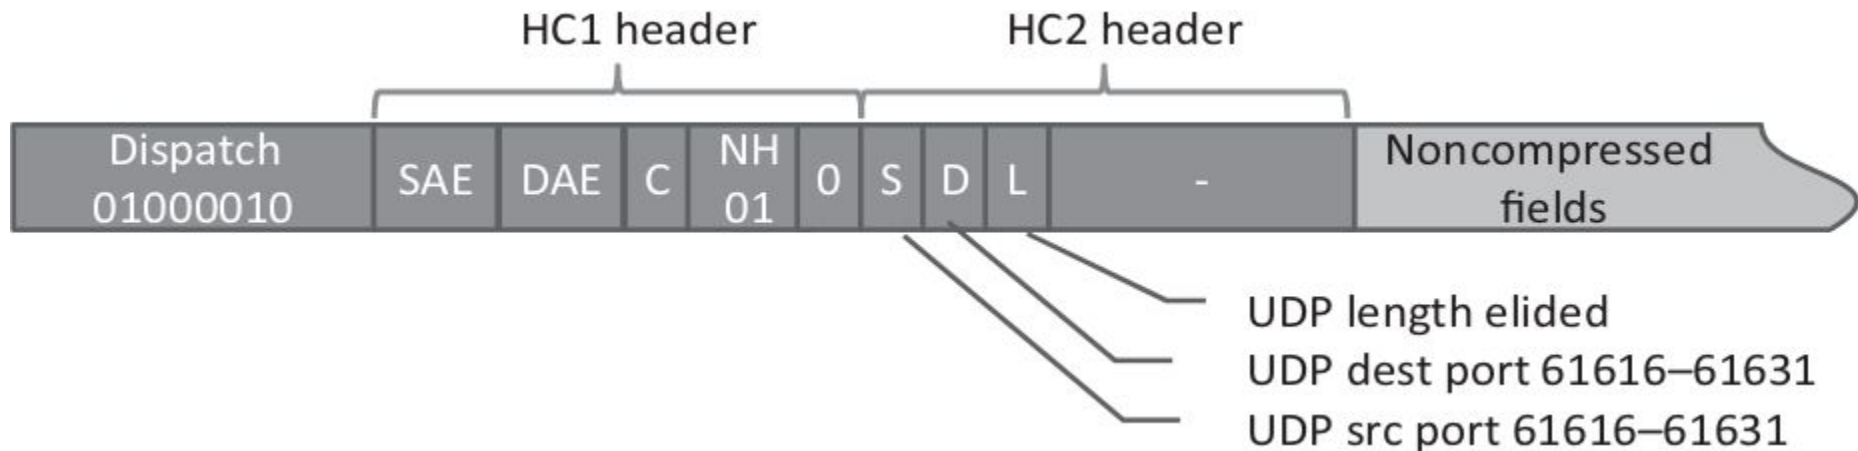 HC1 header
HC2 header
Dispatch
01000010
SAE
DAE
C
NH
01
0
S
D
L
-
Noncompressed
fields
UDP length elided
UDP dest port 61616–61631
UDP src port 61616–61631